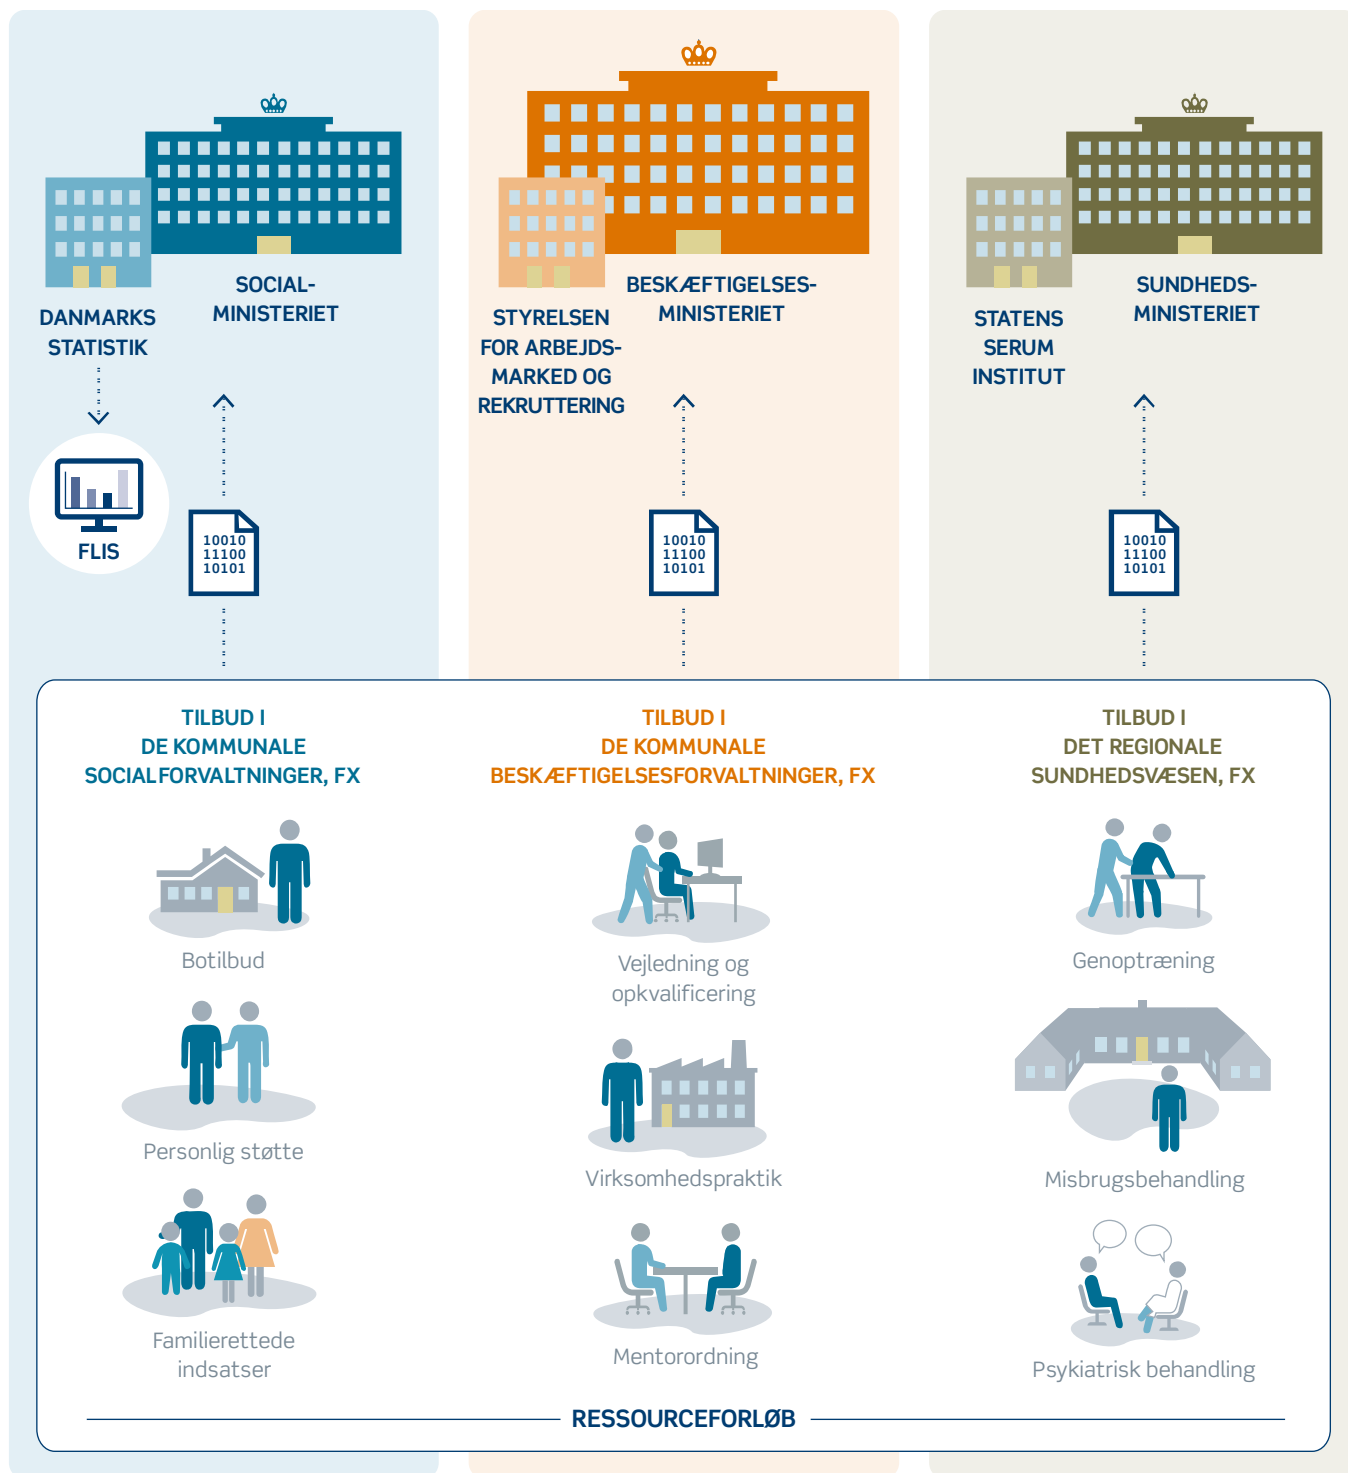 SOCIAL-
MINISTERIET
DANMARKS
STATISTIK
FLIS
10010
11100
10101
BESKÆFTIGELSES-
MINISTERIET
STYRELSEN
FOR ARBEJDS-
MARKED OG
REKRUTTERING
10010
11100
10101
SUNDHEDS-
MINISTERIET
STATENS
SERUM
INSTITUT
10010
11100
10101
TILBUD I
DE KOMMUNALE
SOCIALFORVALTNINGER, FX
Botilbud
Personlig støtte
Familierettede
indsatser
TILBUD I
DE KOMMUNALE
BESKÆFTIGELSESFORVALTNINGER, FX
Vejledning og
opkvalificering
Virksomhedspraktik
Mentorordning
TILBUD I
DET REGIONALE
SUNDHEDSVÆSEN, FX
Genoptræning
Misbrugsbehandling
Psykiatrisk behandling
RESSOURCEFORLØB